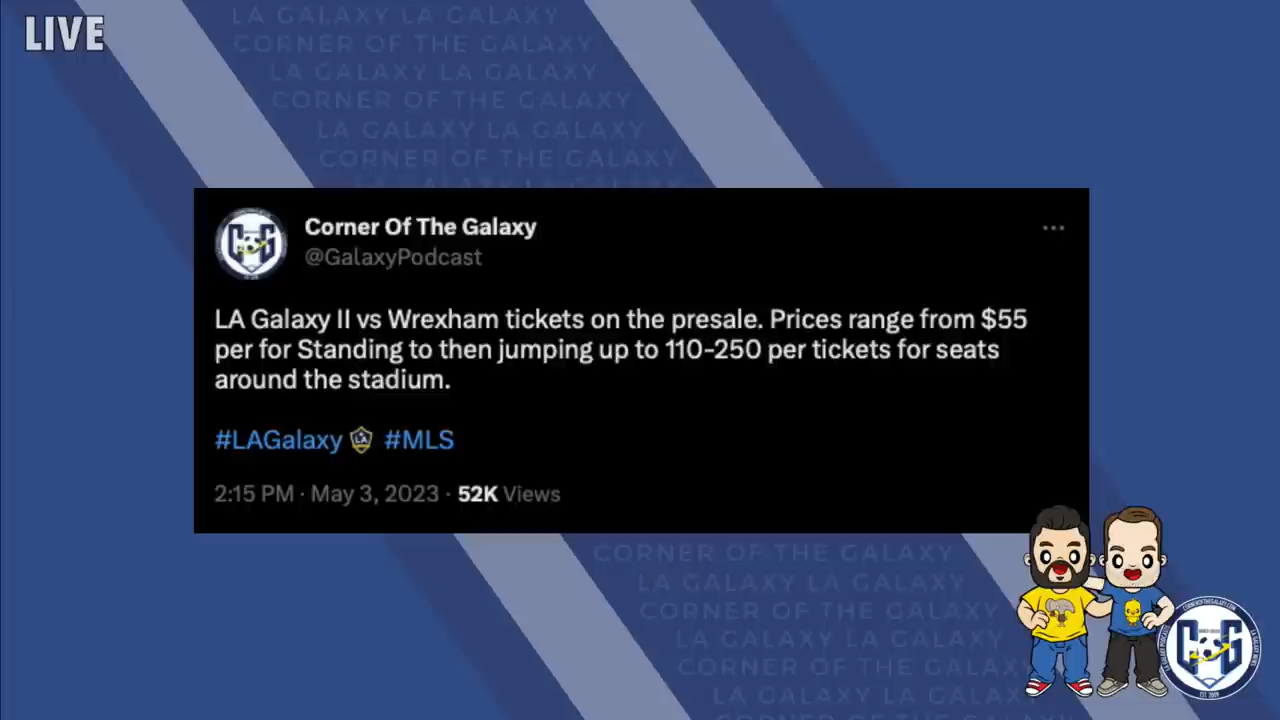 LIVE
LA GALAXY LA GALAXY
CORNER OF THE GALAXY
LA GALAXY LA GALAXY
CORNER OF THE GALAXY
LA GALAXY LA GALAXY
CORNER OF THE GALAXY
Corner Of The Galaxy
@GalaxyPodcast
LA Galaxy II vs Wrexham tickets on the presale. Prices range from $55
per for Standing to then jumping up to 110-250 per tickets for seats
around the stadium.
#LAGalaxy LA #MLS
2:15 PM · May 3, 2023 · 52K Views
CORNER OF THE GALAXY
LA GALAXY LA GALAXY
CORNER OF THE GALAXY
LA GALAXY LA GALAXY
CORNER OF THE GALAXY
LA GALAXY LA GALAXY